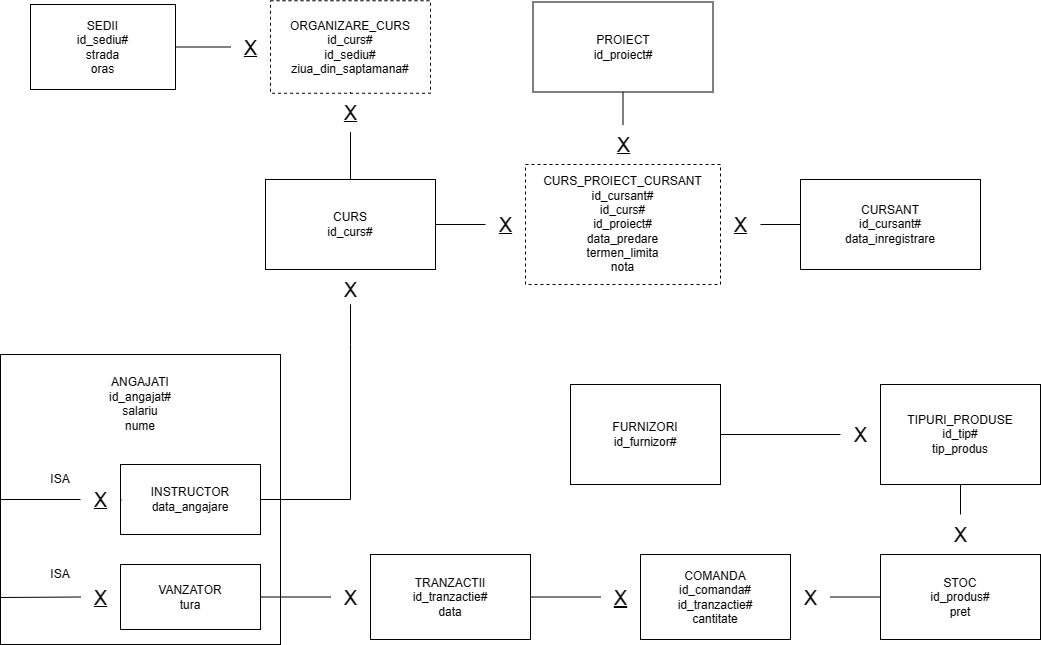 SEDII
id_sediu#
strada
oras
X
ORGANIZARE_CURS
id_curs#
id_sediu#
ziua_din_saptamana#
X
PROIECT
id_proiect#
X
CURS
id_curs#
X
CURS_PROIECT_CURSANT
id_cursant#
id_curs#
id_proiect#
data_predare
termen_limita
nota
X
CURSANT
id_cursant#
data_inregistrare
X
ANGAJATI
id_angajat#
salariu
nume
ISA
X
INSTRUCTOR
data_angajare
FURNIZORI
id_furnizor#
X
TIPURI_PRODUSE
id_tip#
tip_produs
X
ISA
X
VANZATOR
tura
X
TRANZACTII
id_tranzactie#
data
X
COMANDA
id_comanda#
id_tranzactie#
cantitate
X
STOC
id_produs#
pret